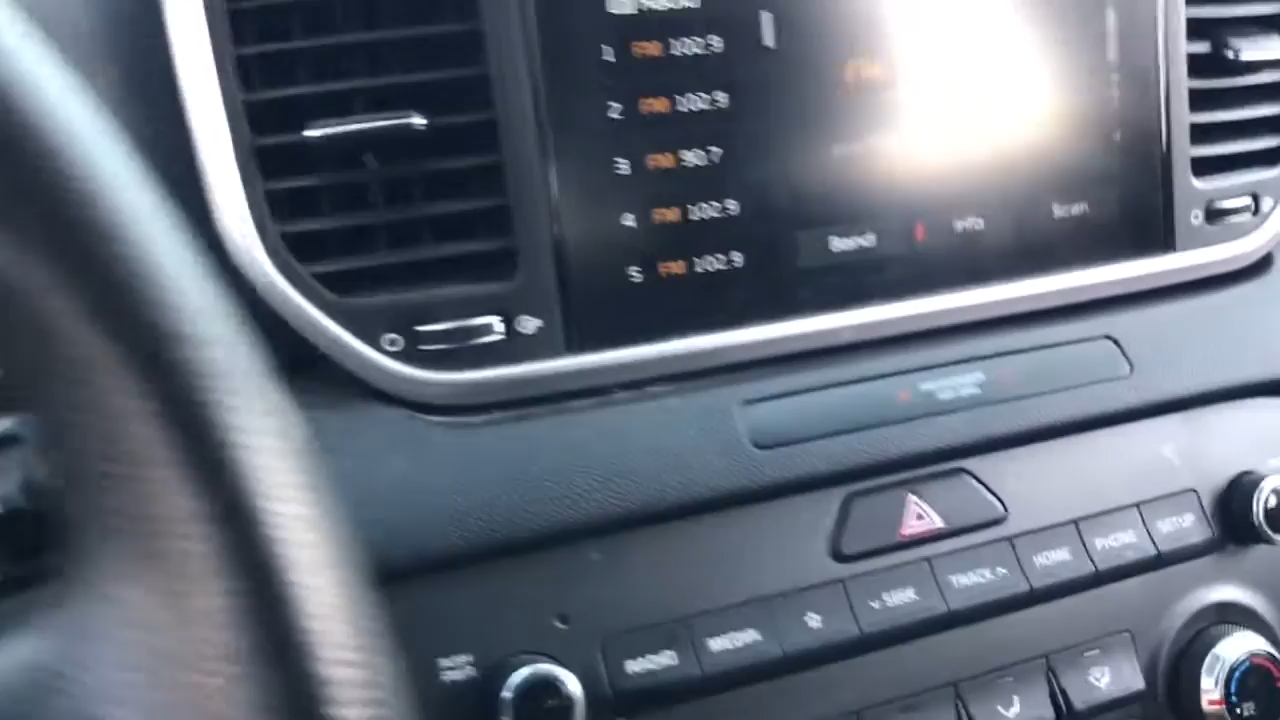 1 FM 102.9
2 FM 102.9
3 FM 90.7
4 FM 102.9
5 FM 102.9
Band Info Scan
RADIO MEDIA ☆ ∨ SEEK TRACK ∧ HOME PHONE SETUP